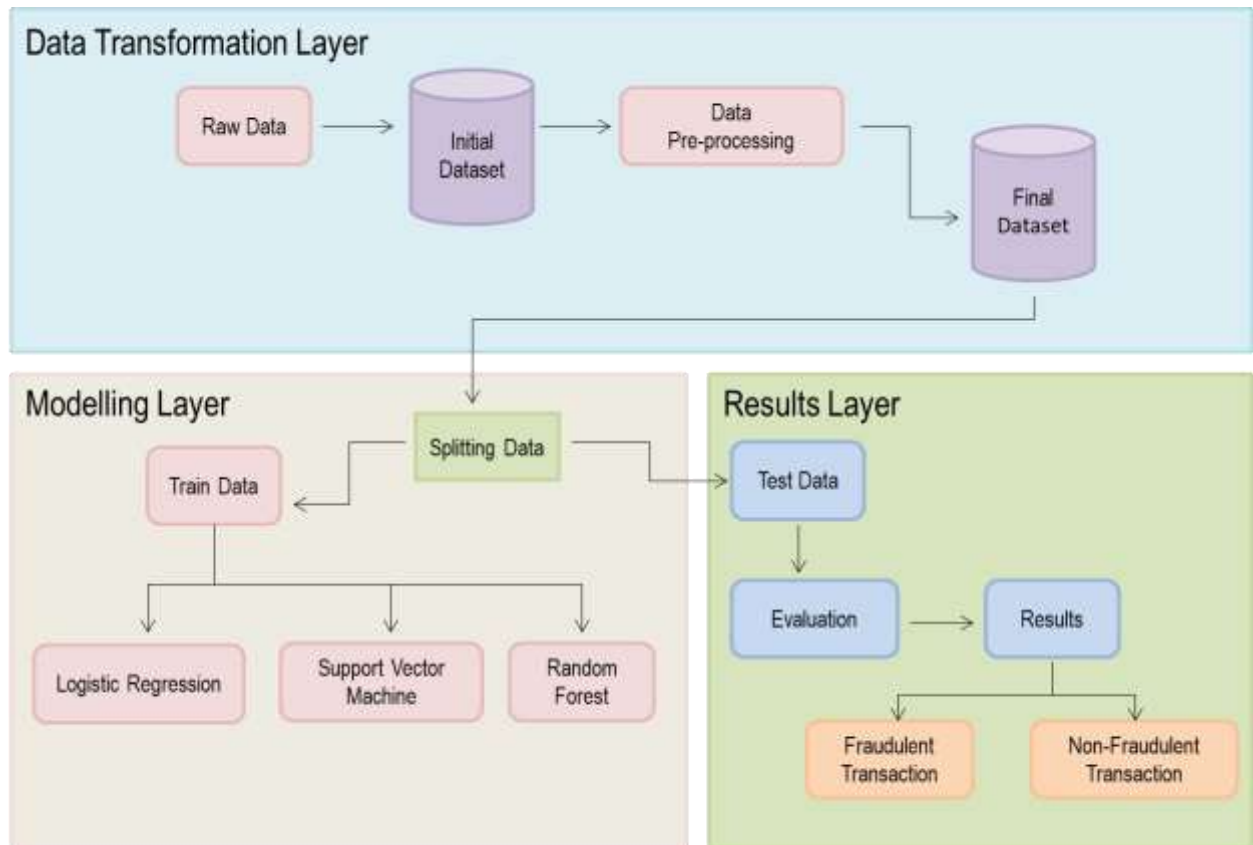 Data Transformation Layer
Raw Data
Initial
Dataset
Data
Pre-processing
Final
Dataset
Modelling Layer
Splitting Data
Train Data
Logistic Regression
Support Vector
Machine
Random
Forest
Results Layer
Test Data
Evaluation
Results
Fraudulent
Transaction
Non-Fraudulent
Transaction